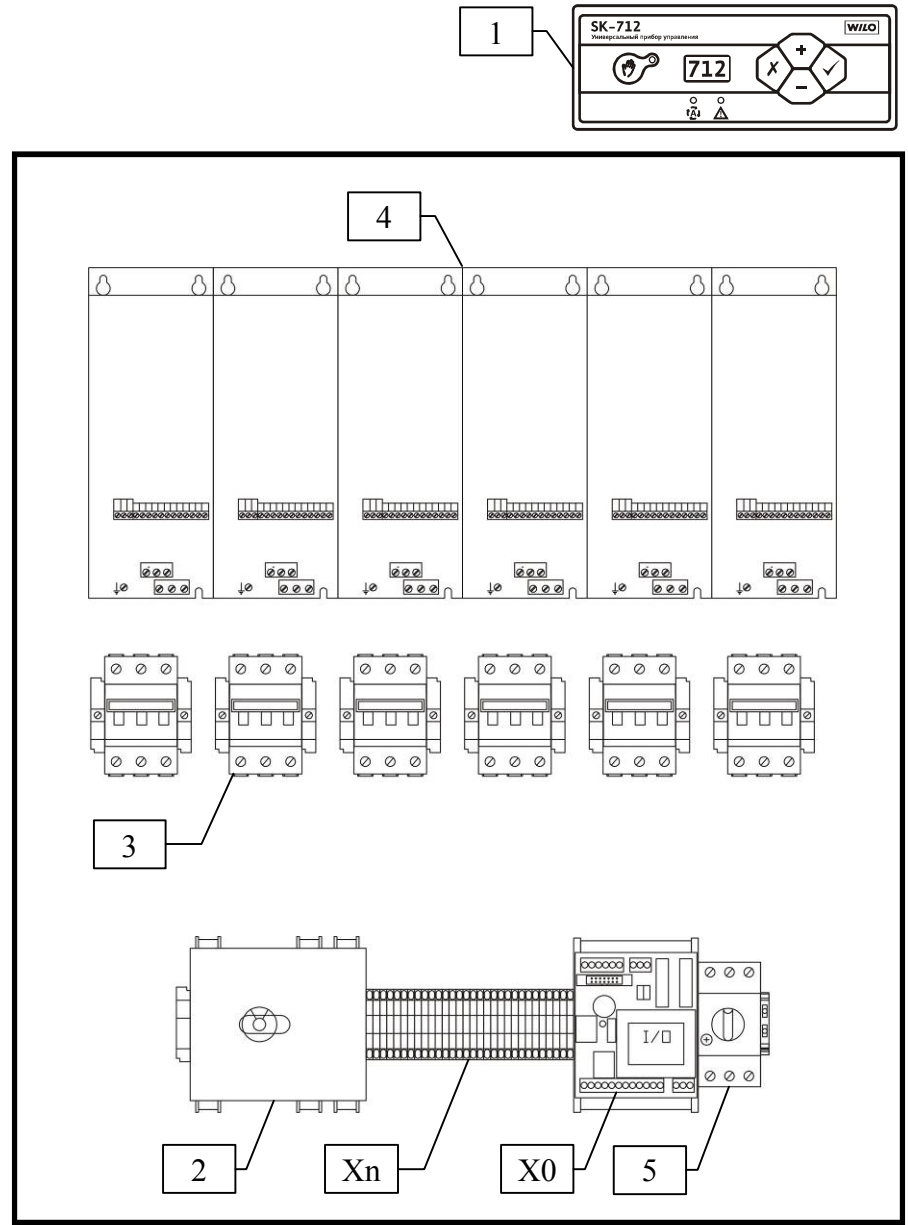 1
SK-712
Универсальный прибор управления
WILO
712
A
4
3
I/O
2
Xn
X0
5